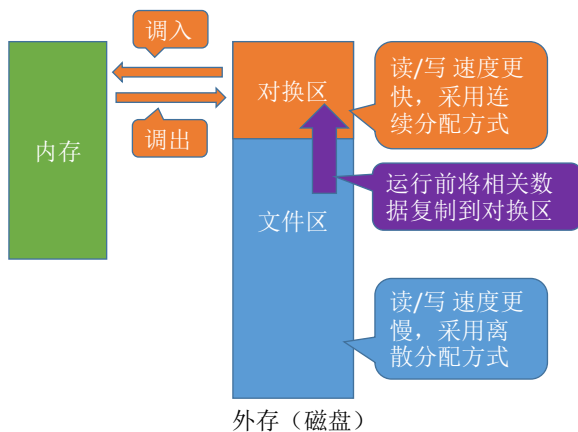 调入
调出
内存
对换区
文件区
读/写 速度更
快，采用连
续分配方式
运行前将相关数
据复制到对换区
读/写 速度更
慢，采用离
散分配方式
外存（磁盘）